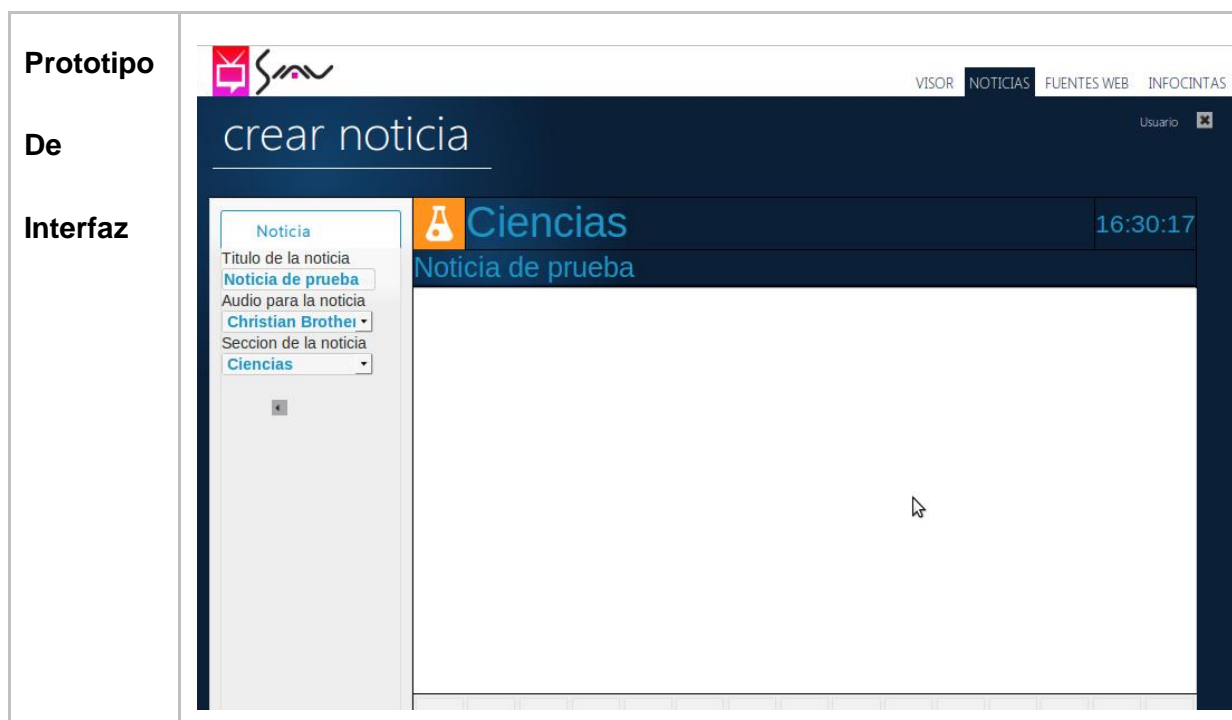 Prototipo
De
Interfaz
VISOR NOTICIAS FUENTES WEB INFOCINTAS
Usuario
crear noticia
Noticia
Titulo de la noticia
Noticia de prueba
Audio para la noticia
Christian Brother
Seccion de la noticia
Ciencias
Ciencias
16:30:17
Noticia de prueba